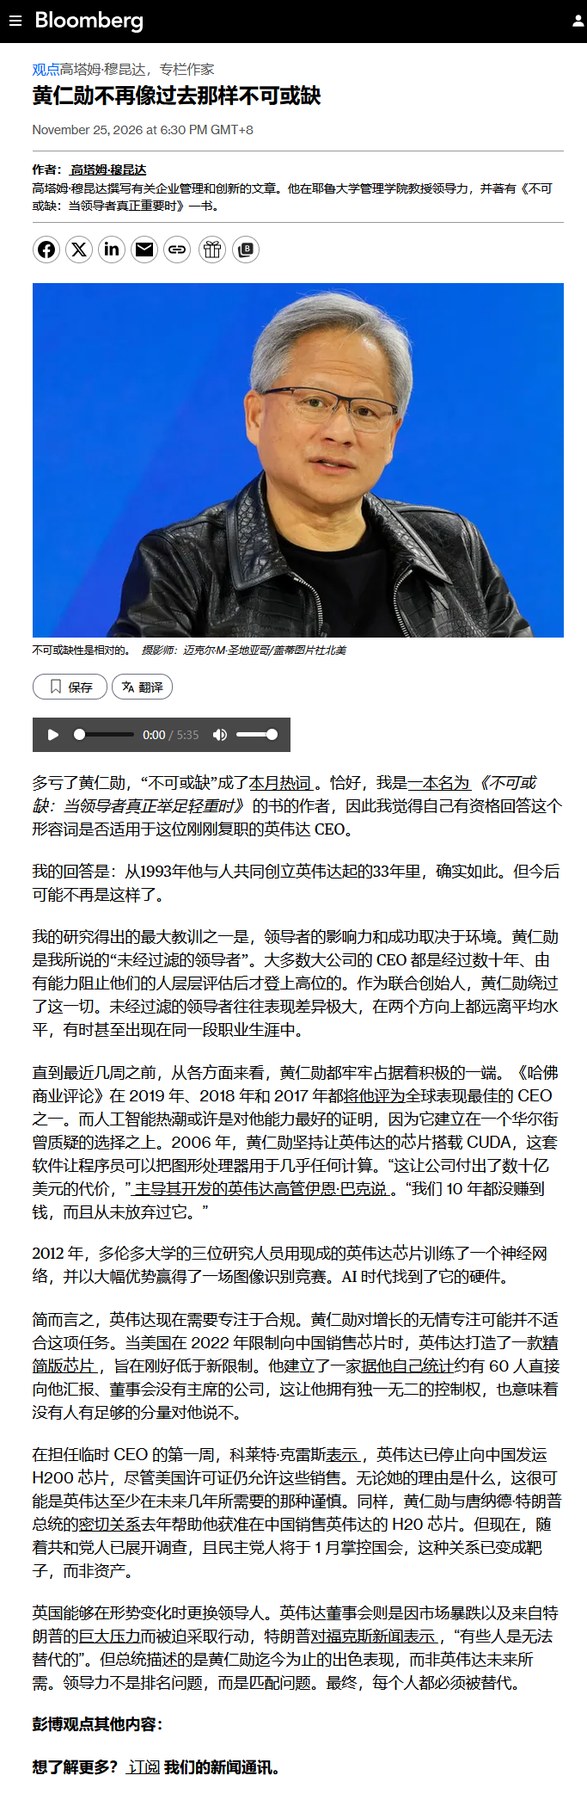 Bloomberg
观点高塔姆·穆昆达，专栏作家
黄仁勋不再像过去那样不可或缺
November 25, 2026 at 6:30 PM GMT+8
作者： 高塔姆·穆昆达
高塔姆·穆昆达撰写有关企业管理和创新的文章。他在耶鲁大学管理学院教授领导力，并著有《不可
或缺：当领导者真正重要时》一书。
不可或缺性是相对的。 摄影师：迈克尔·M·圣地亚哥/盖蒂图片社北美
保存 翻译
0:00 / 5:35
多亏了黄仁勋，“不可或缺”成了本月热词 。恰好，我是一本名为 《不可或
缺：当领导者真正举足轻重时》 的书的作者，因此我觉得自己有资格回答这个
形容词是否适用于这位刚刚复职的英伟达 CEO。
我的回答是：从1993年他与人共同创立英伟达起的33年里，确实如此。但今后
可能不再是这样了。
我的研究得出的最大教训之一是，领导者的影响力和成功取决于环境。黄仁勋
是我所说的“未经过滤的领导者”。大多数大公司的 CEO 都是经过数十年、由
有能力阻止他们的人层层评估后才登上高位的。作为联合创始人，黄仁勋绕过
了这一切。未经过滤的领导者往往表现差异极大，在两个方向上都远离平均水
平，有时甚至出现在同一段职业生涯中。
直到最近几周之前，从各方面来看，黄仁勋都牢牢占据着积极的一端。《哈佛
商业评论》在 2019 年、2018 年和 2017 年都将他评为全球表现最佳的 CEO
之一。而人工智能热潮或许是对他能力最好的证明，因为它建立在一个华尔街
曾质疑的选择之上。2006 年，黄仁勋坚持让英伟达的芯片搭载 CUDA，这套
软件让程序员可以把图形处理器用于几乎任何计算。“这让公司付出了数十亿
美元的代价，” 主导其开发的英伟达高管伊恩·巴克说 。“我们 10 年都没赚到
钱，而且从未放弃过它。”
2012 年，多伦多大学的三位研究人员用现成的英伟达芯片训练了一个神经网
络，并以大幅优势赢得了一场图像识别竞赛。AI 时代找到了它的硬件。
简而言之，英伟达现在需要专注于合规。黄仁勋对增长的无情专注可能并不适
合这项任务。当美国在 2022 年限制向中国销售芯片时，英伟达打造了一款精
简版芯片 ，旨在刚好低于新限制。他建立了一家据他自己统计约有 60 人直接
向他汇报、董事会没有主席的公司，这让他拥有独一无二的控制权，也意味着
没有人有足够的分量对他说不。
在担任临时 CEO 的第一周，科莱特·克雷斯表示 ，英伟达已停止向中国发运
H200 芯片，尽管美国许可证仍允许这些销售。无论她的理由是什么，这很可
能是英伟达至少在未来几年所需要的那种谨慎。同样，黄仁勋与唐纳德·特朗普
总统的密切关系去年帮助他获准在中国销售英伟达的 H20 芯片。但现在，随
着共和党人已展开调查，且民主党人将于 1 月掌控国会，这种关系已变成靶
子，而非资产。
英国能够在形势变化时更换领导人。英伟达董事会则是因市场暴跌以及来自特
朗普的巨大压力而被迫采取行动，特朗普对福克斯新闻表示 ，“有些人是无法
替代的”。但总统描述的是黄仁勋迄今为止的出色表现，而非英伟达未来所
需。领导力不是排名问题，而是匹配问题。最终，每个人都必须被替代。
彭博观点其他内容：
想了解更多？ 订阅 我们的新闻通讯。